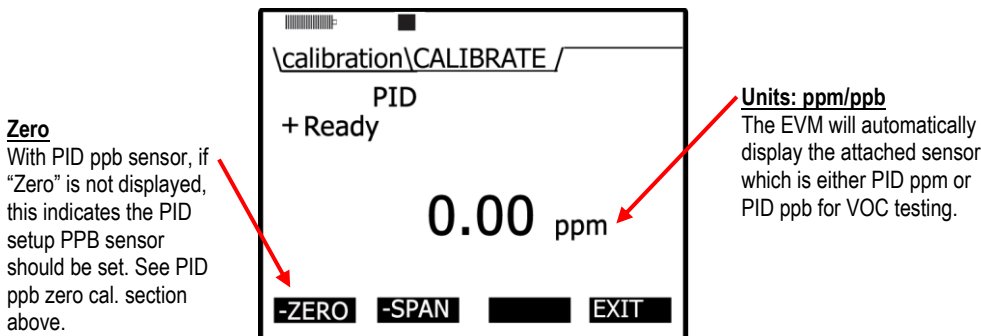 \calibration\CALIBRATE /
PID
+ Ready
0.00 ppm
-ZERO -SPAN EXIT
Zero
With PID ppb sensor, if
“Zero” is not displayed,
this indicates the PID
setup PPB sensor
should be set. See PID
ppb zero cal. section
above.
Units: ppm/ppb
The EVM will automatically
display the attached sensor
which is either PID ppm or
PID ppb for VOC testing.